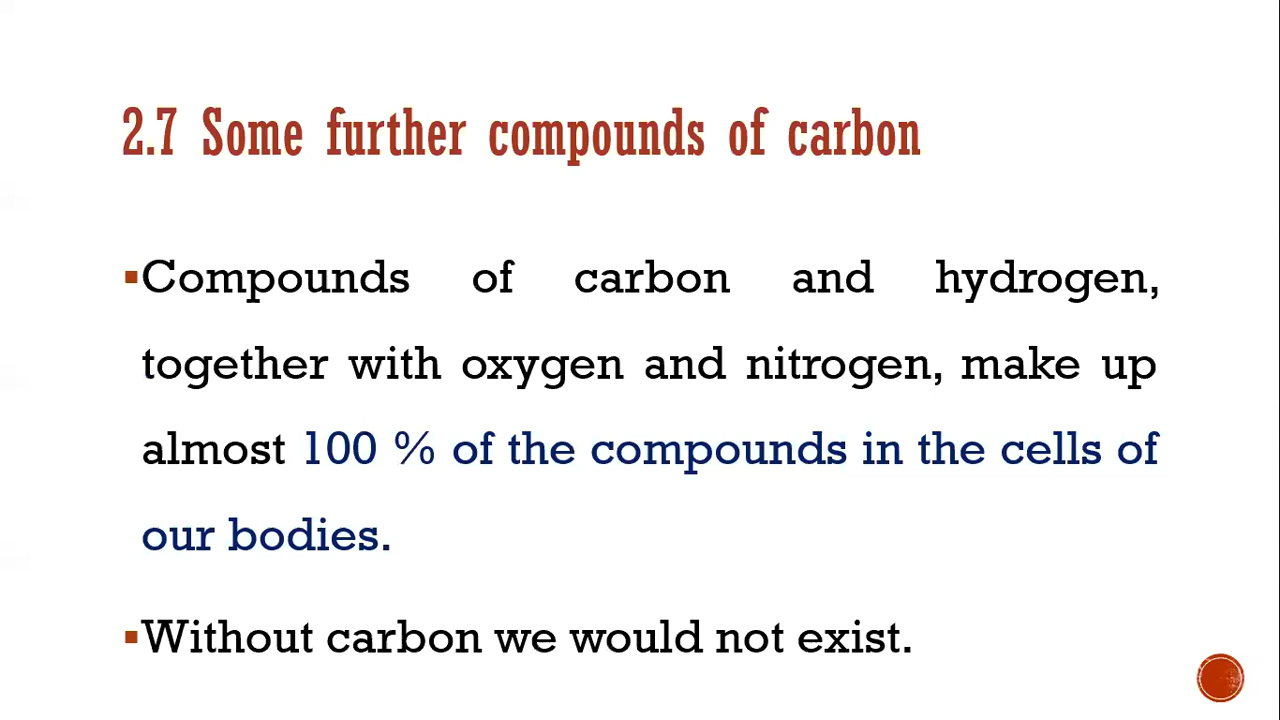 2.7 Some further compounds of carbon
▪Compounds of carbon and hydrogen,
together with oxygen and nitrogen, make up
almost 100 % of the compounds in the cells of
our bodies.
▪Without carbon we would not exist.